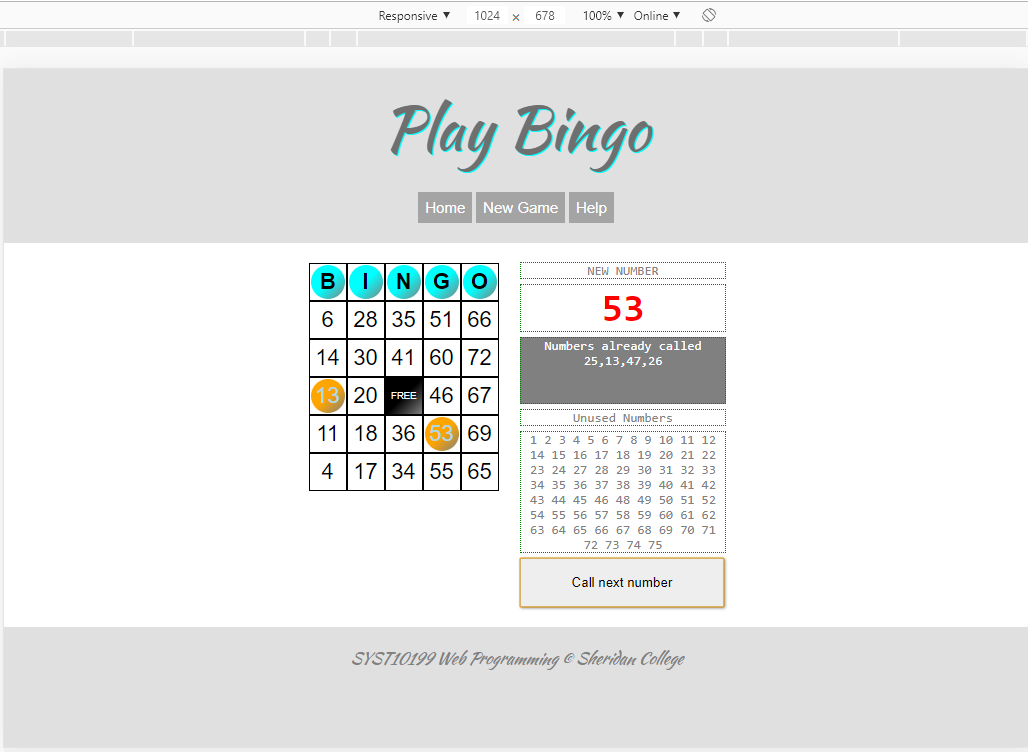 Responsive ▼ 1024 × 678 100% ▼ Online ▼
Play Bingo
Home New Game Help
B I N G O
6 28 35 51 66
14 30 41 60 72
13 20 FREE 46 67
11 18 36 53 69
4 17 34 55 65
NEW NUMBER
53
Numbers already called
25,13,47,26
Unused Numbers
1 2 3 4 5 6 7 8 9 10 11 12
14 15 16 17 18 19 20 21 22
23 24 27 28 29 30 31 32 33
34 35 36 37 38 39 40 41 42
43 44 45 46 48 49 50 51 52
54 55 56 57 58 59 60 61 62
63 64 65 66 67 68 69 70 71
72 73 74 75
Call next number
SYST10199 Web Programming © Sheridan College